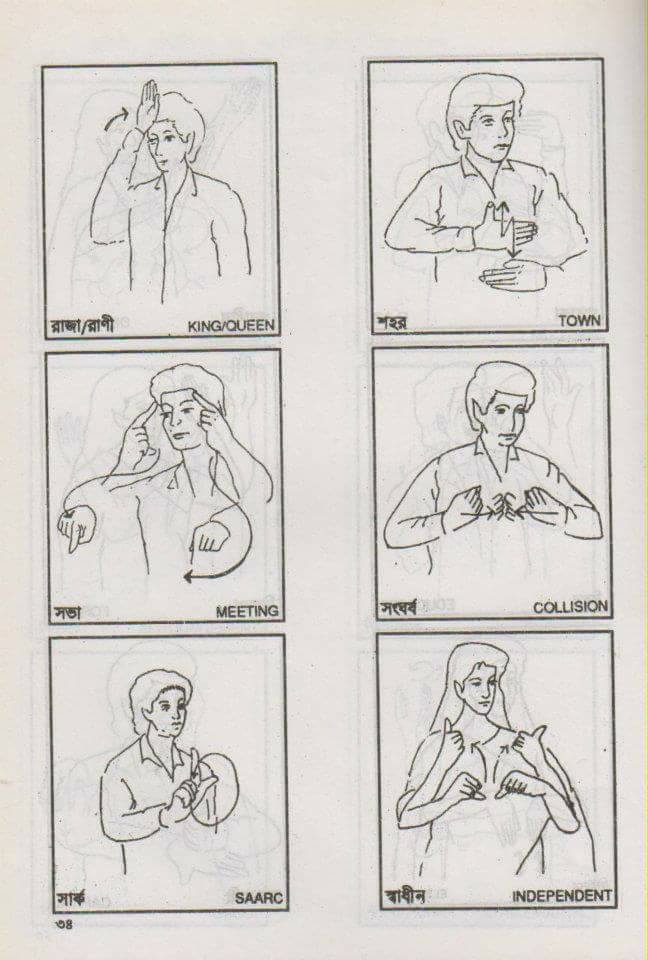 রাজা/রাণী KING/QUEEN
শহর TOWN
সভা MEETING
সংঘর্ষ COLLISION
সার্ক SAARC
স্বাধীন INDEPENDENT
৩৪